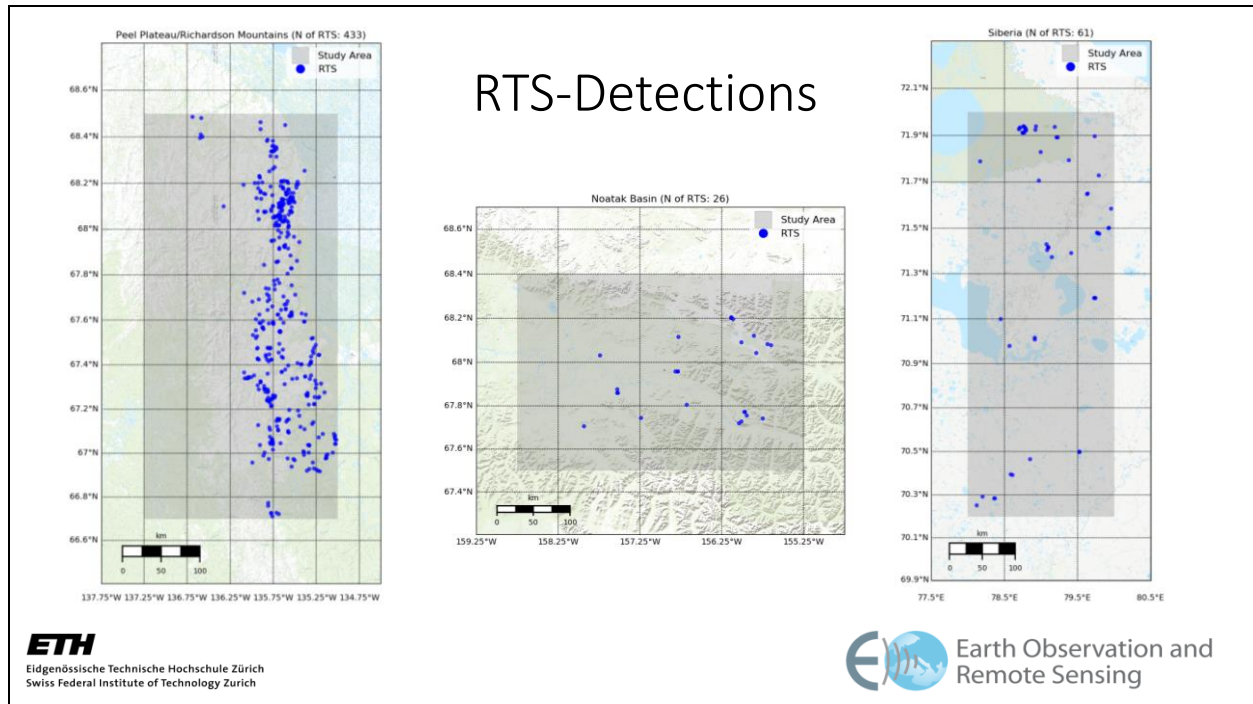 RTS-Detections
Peel Plateau/Richardson Mountains (N of RTS: 433)
Study Area
RTS
68.6°N
68.4°N
68.2°N
68°N
67.8°N
67.6°N
67.4°N
67.2°N
67°N
66.8°N
66.6°N
km
0 50 100
137.75°W 137.25°W 136.75°W 136.25°W 135.75°W 135.25°W 134.75°W
Noatak Basin (N of RTS: 26)
Study Area
RTS
68.6°N
68.4°N
68.2°N
68°N
67.8°N
67.6°N
67.4°N
km
0 50 100
159.25°W 158.25°W 157.25°W 156.25°W 155.25°W
Siberia (N of RTS: 61)
Study Area
RTS
72.1°N
71.9°N
71.7°N
71.5°N
71.3°N
71.1°N
70.9°N
70.7°N
70.5°N
70.3°N
70.1°N
69.9°N
km
0 50 100
77.5°E 78.5°E 79.5°E 80.5°E
ETH
Eidgenössische Technische Hochschule Zürich
Swiss Federal Institute of Technology Zurich
Earth Observation and
Remote Sensing